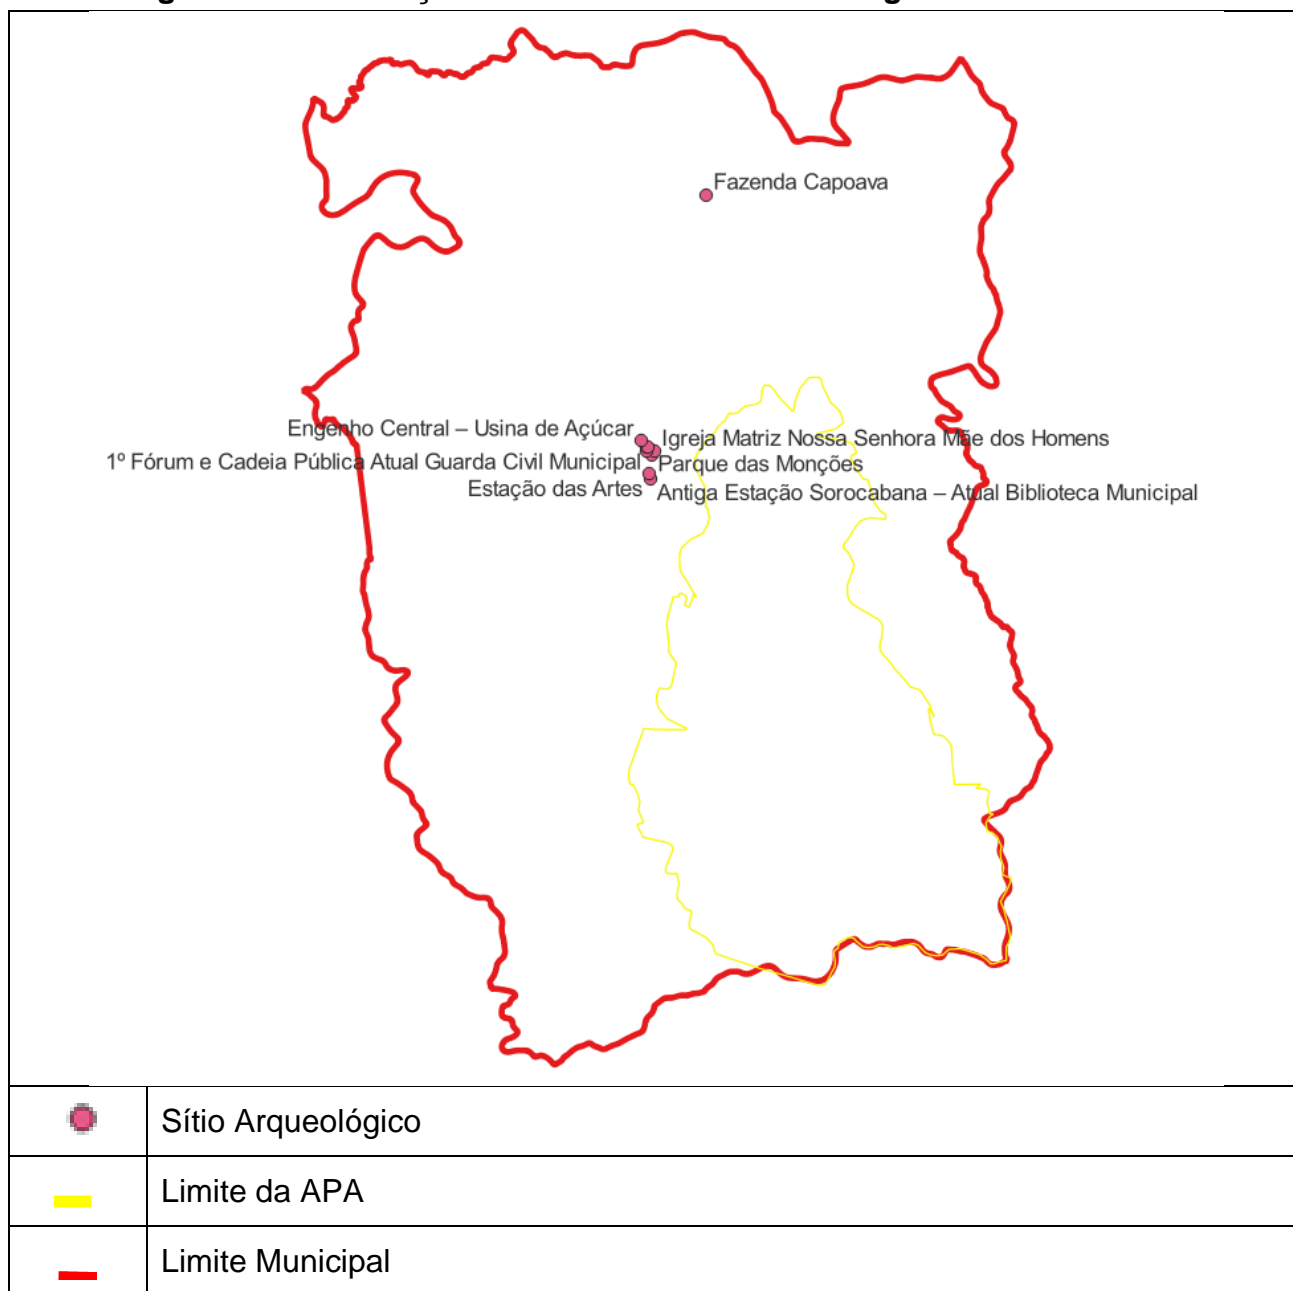 Fazenda Capoava
Engenho Central – Usina de Açúcar
Igreja Matriz Nossa Senhora Mãe dos Homens
1º Fórum e Cadeia Pública Atual Guarda Civil Municipal
Parque das Monções
Estação das Artes
Antiga Estação Sorocabana – Atual Biblioteca Municipal
Sítio Arqueológico
Limite da APA
Limite Municipal